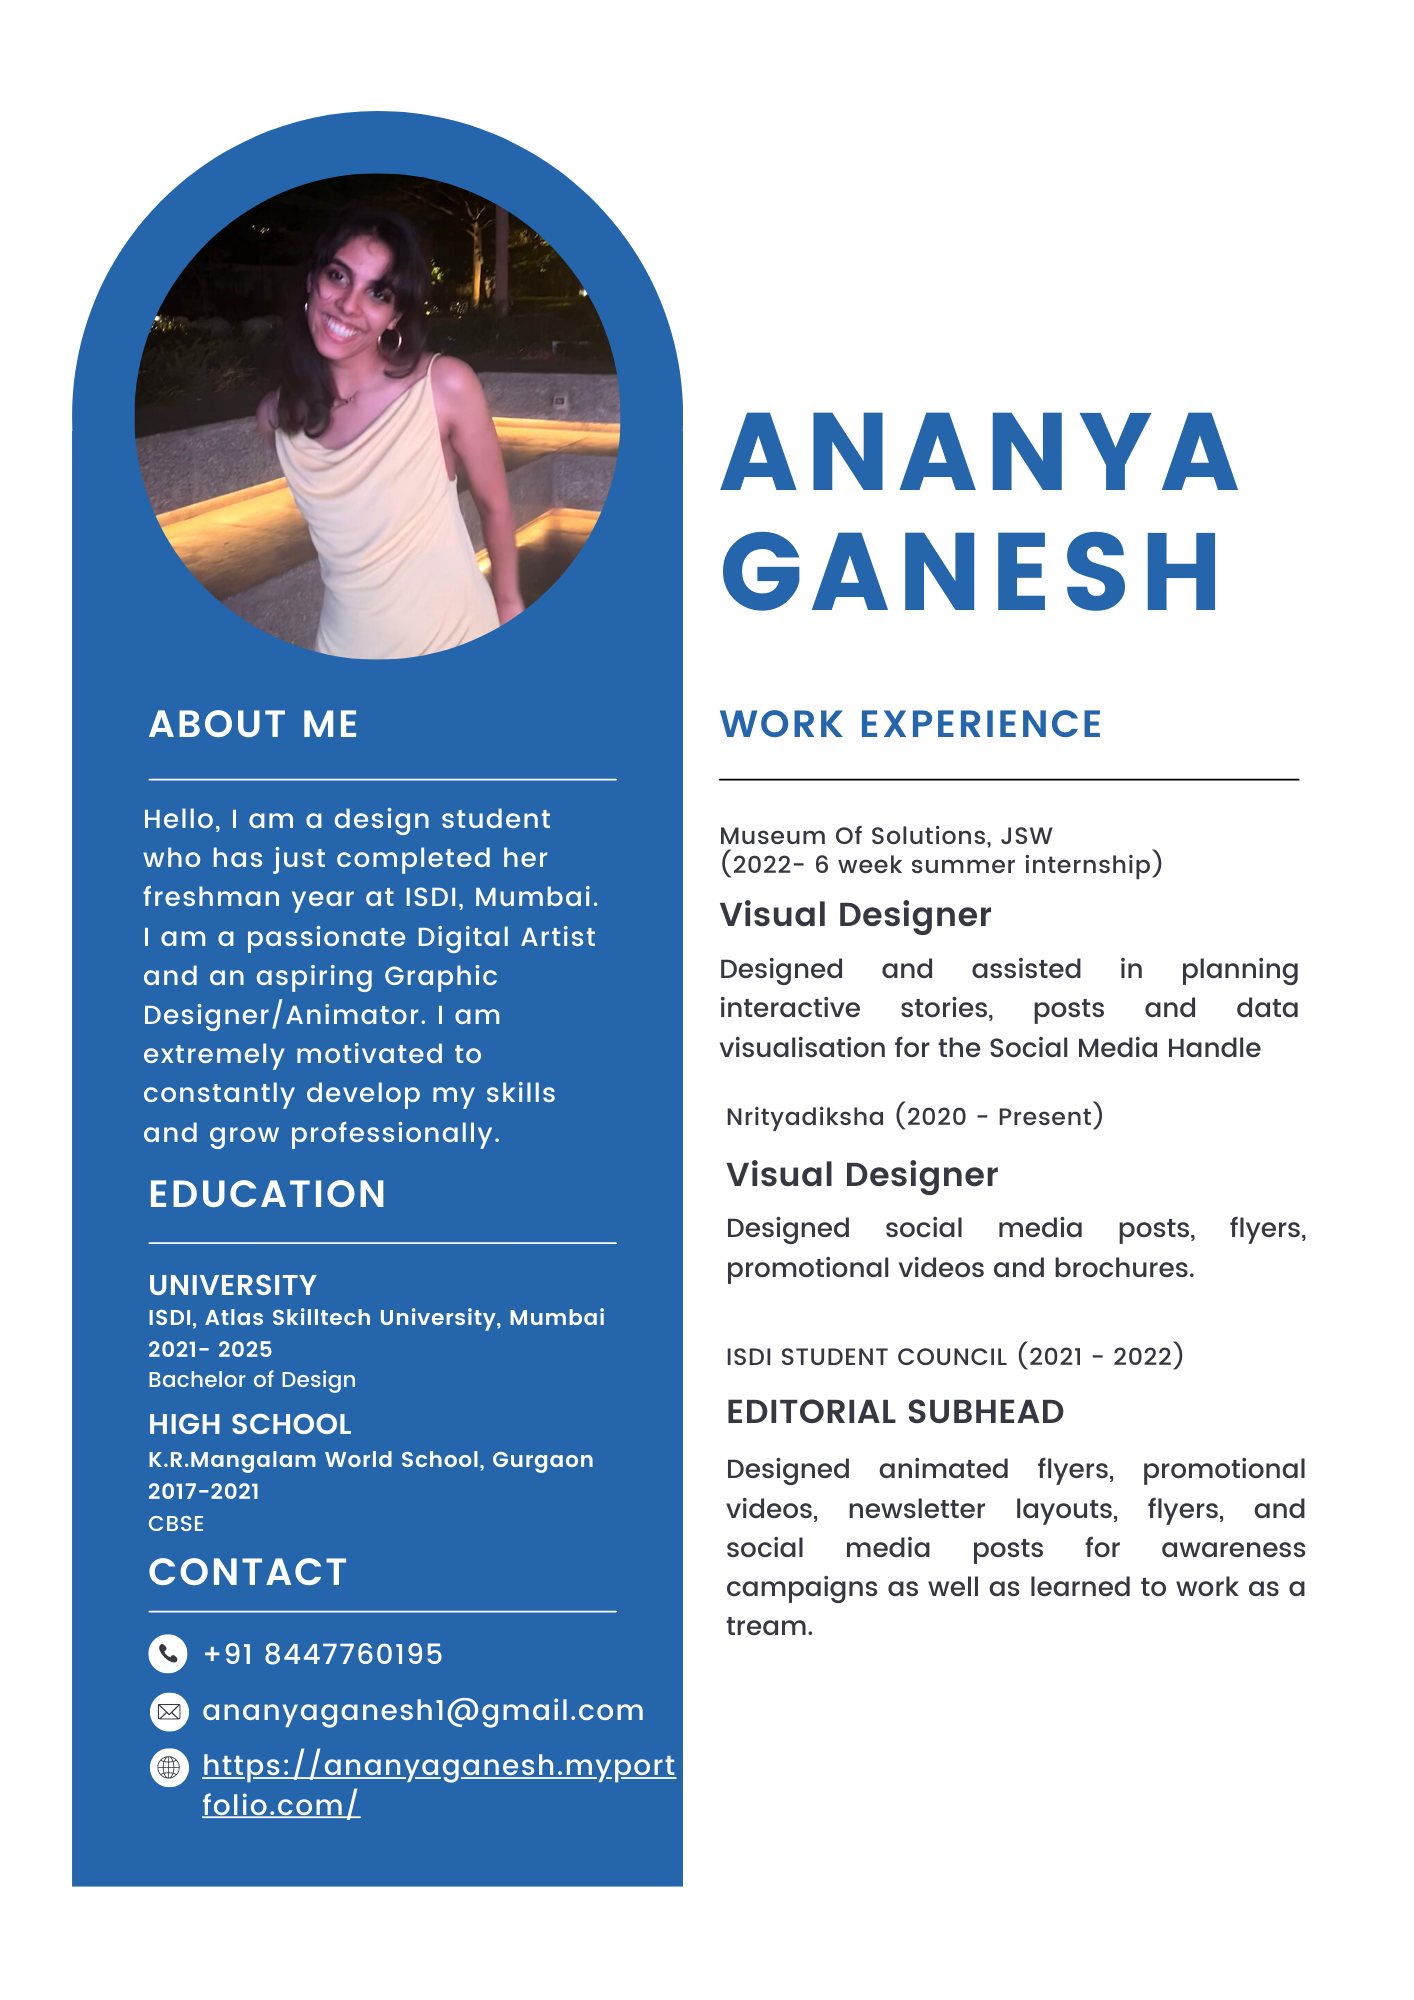 ANANYA
GANESH
ABOUT ME
Hello, I am a design student
who has just completed her
freshman year at ISDI, Mumbai.
I am a passionate Digital Artist
and an aspiring Graphic
Designer/Animator. I am
extremely motivated to
constantly develop my skills
and grow professionally.
EDUCATION
UNIVERSITY
ISDI, Atlas Skilltech University, Mumbai
2021- 2025
Bachelor of Design
HIGH SCHOOL
K.R.Mangalam World School, Gurgaon
2017-2021
CBSE
CONTACT
+91 8447760195
ananyaganesh1@gmail.com
https://ananyaganesh.myport
folio.com/
WORK EXPERIENCE
Museum Of Solutions, JSW
(2022- 6 week summer internship)
Visual Designer
Designed and assisted in planning
interactive stories, posts and data
visualisation for the Social Media Handle
Nrityadiksha (2020 - Present)
Visual Designer
Designed social media posts, flyers,
promotional videos and brochures.
ISDI STUDENT COUNCIL (2021 - 2022)
EDITORIAL SUBHEAD
Designed animated flyers, promotional
videos, newsletter layouts, flyers, and
social media posts for awareness
campaigns as well as learned to work as a
tream.